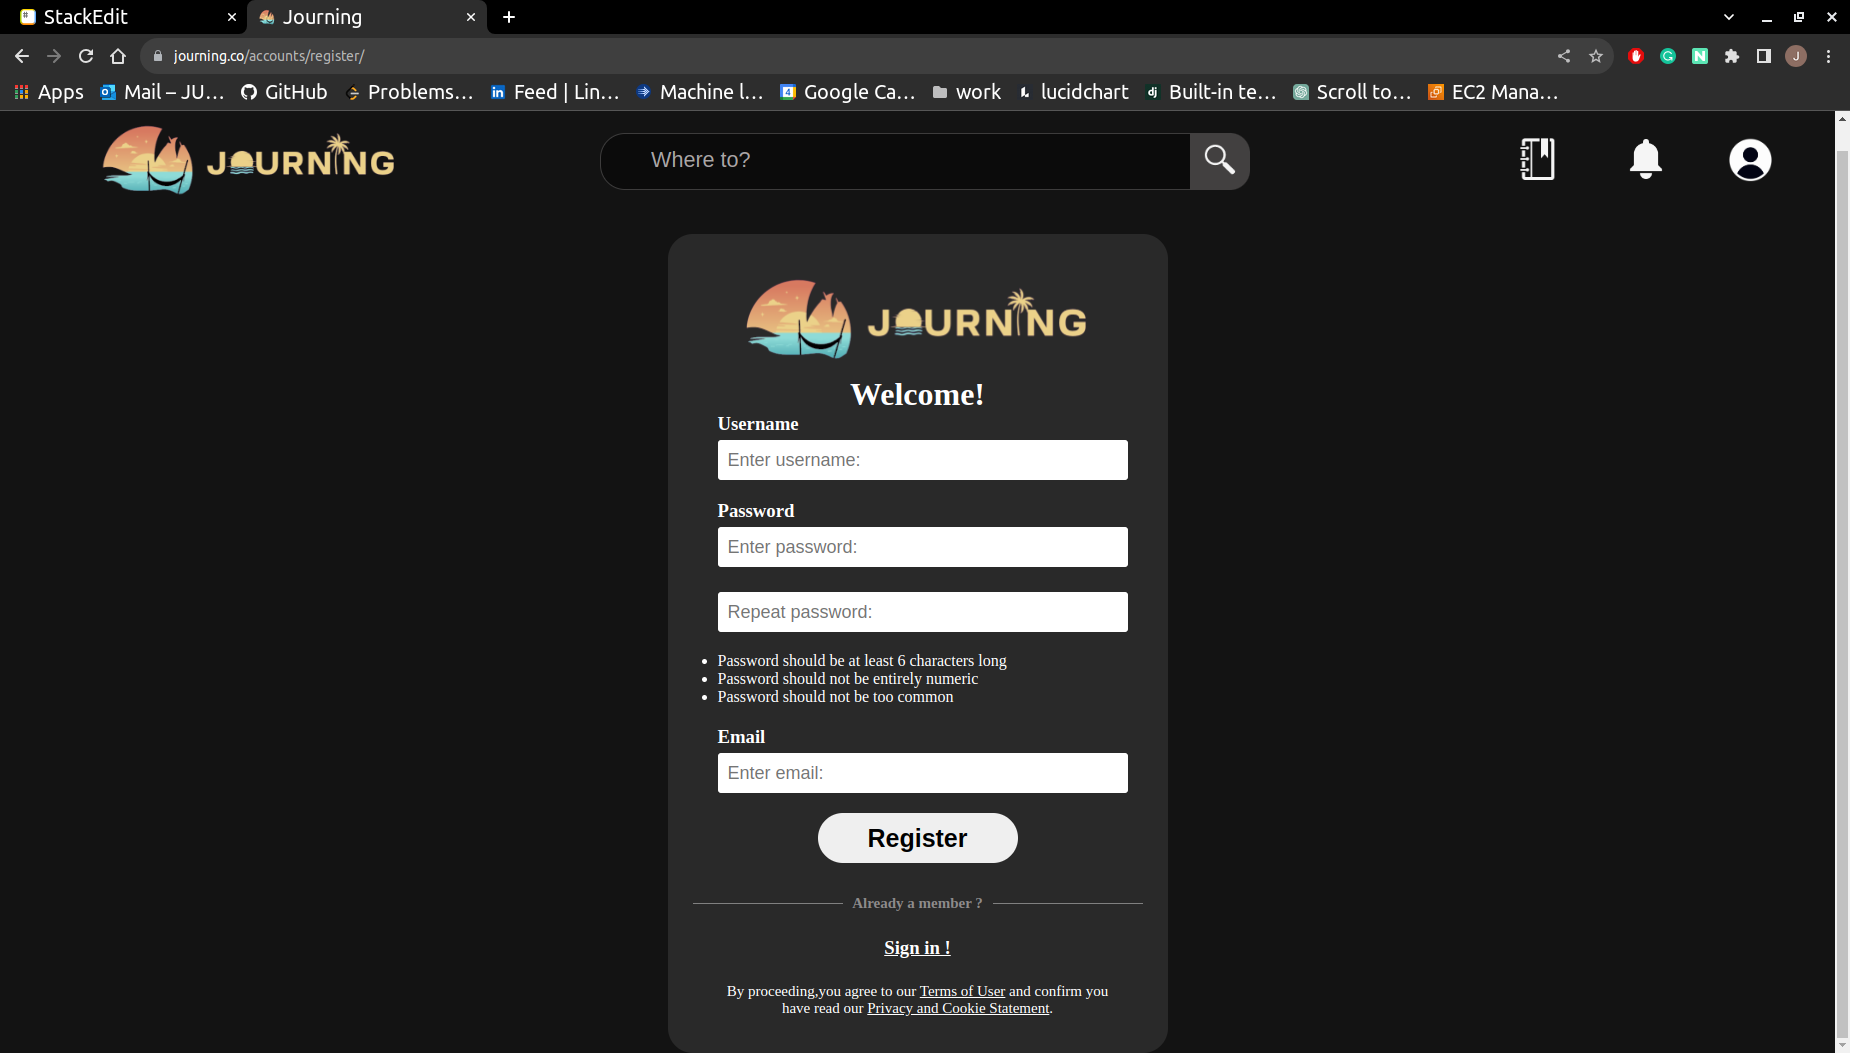 StackEdit
Journing
journing.co/accounts/register/
Apps
Mail – JU...
GitHub
Problems...
Feed | Lin...
Machine l...
Google Ca...
work
lucidchart
Built-in te...
Scroll to...
EC2 Mana...
JOURNING
Where to?
JOURNING
Welcome!
Username
Enter username:
Password
Enter password:
Repeat password:
• Password should be at least 6 characters long
• Password should not be entirely numeric
• Password should not be too common
Email
Enter email:
Register
Already a member ?
Sign in !
By proceeding,you agree to our Terms of User and confirm you
have read our Privacy and Cookie Statement.